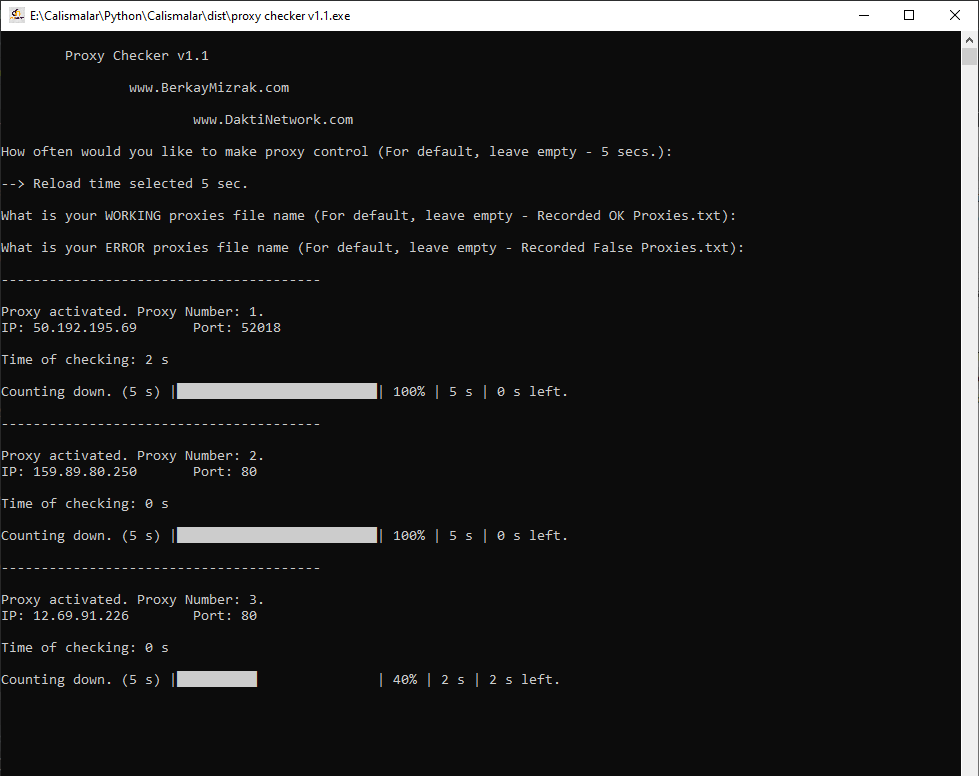 E:\Calismalar\Python\Calismalar\dist\proxy checker v1.1.exe
Proxy Checker v1.1
www.BerkayMizrak.com
www.DaktiNetwork.com
How often would you like to make proxy control (For default, leave empty - 5 secs.):
--> Reload time selected 5 sec.
What is your WORKING proxies file name (For default, leave empty - Recorded OK Proxies.txt):
What is your ERROR proxies file name (For default, leave empty - Recorded False Proxies.txt):
----------------------------------------
Proxy activated. Proxy Number: 1.
IP: 50.192.195.69       Port: 52018
Time of checking: 2 s
Counting down. (5 s) |█████████████████████████| 100% | 5 s | 0 s left.
----------------------------------------
Proxy activated. Proxy Number: 2.
IP: 159.89.80.250       Port: 80
Time of checking: 0 s
Counting down. (5 s) |█████████████████████████| 100% | 5 s | 0 s left.
----------------------------------------
Proxy activated. Proxy Number: 3.
IP: 12.69.91.226        Port: 80
Time of checking: 0 s
Counting down. (5 s) |██████████               | 40% | 2 s | 2 s left.